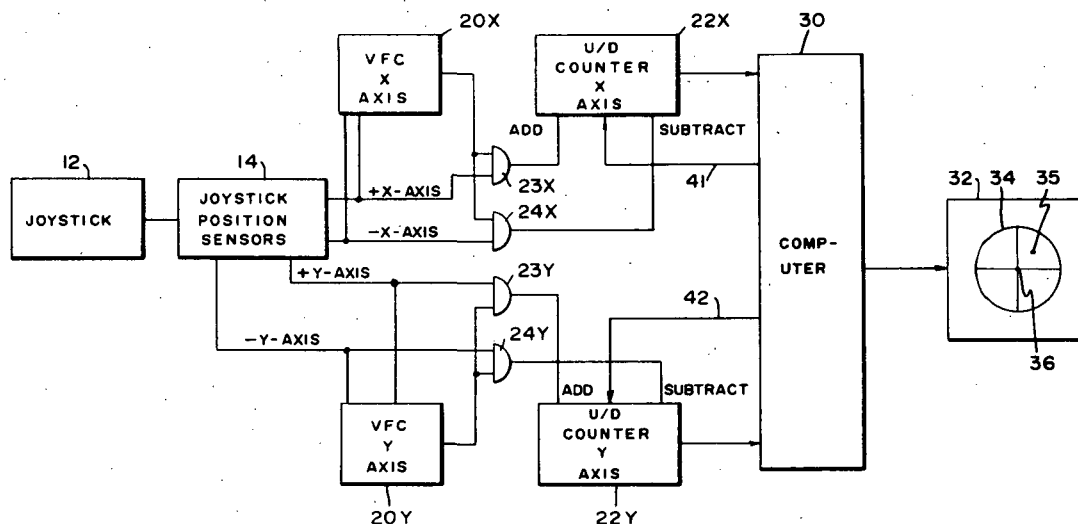 20X
22X
30
VFC
X
AXIS
U/D
COUNTER
X
AXIS
ADD
SUBTRACT
12
14
23X
41
32
34
35
JOYSTICK
JOYSTICK
POSITION
SENSORS
+X-AXIS
-X-AXIS
24X
COMP-
UTER
+Y-AXIS
23Y
42
-Y-AXIS
24Y
36
ADD
SUBTRACT
VFC
Y
AXIS
U/D
COUNTER
Y
AXIS
20Y
22Y